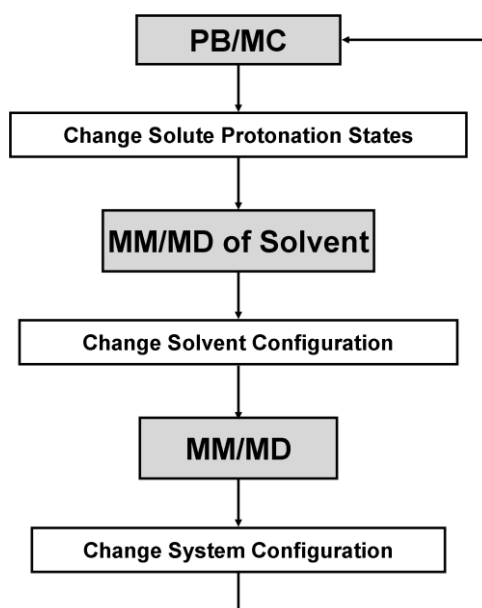 PB/MC
Change Solute Protonation States
MM/MD of Solvent
Change Solvent Configuration
MM/MD
Change System Configuration